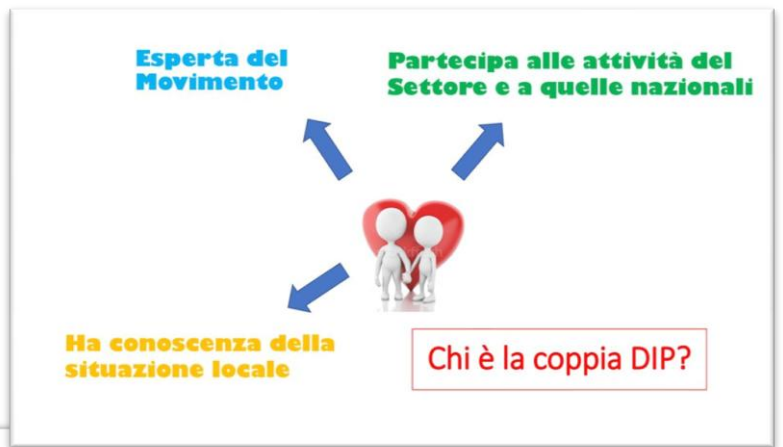 Esperta del
Movimento
Partecipa alle attività del
Settore e a quelle nazionali
Ha conoscenza della
situazione locale
Chi è la coppia DIP?